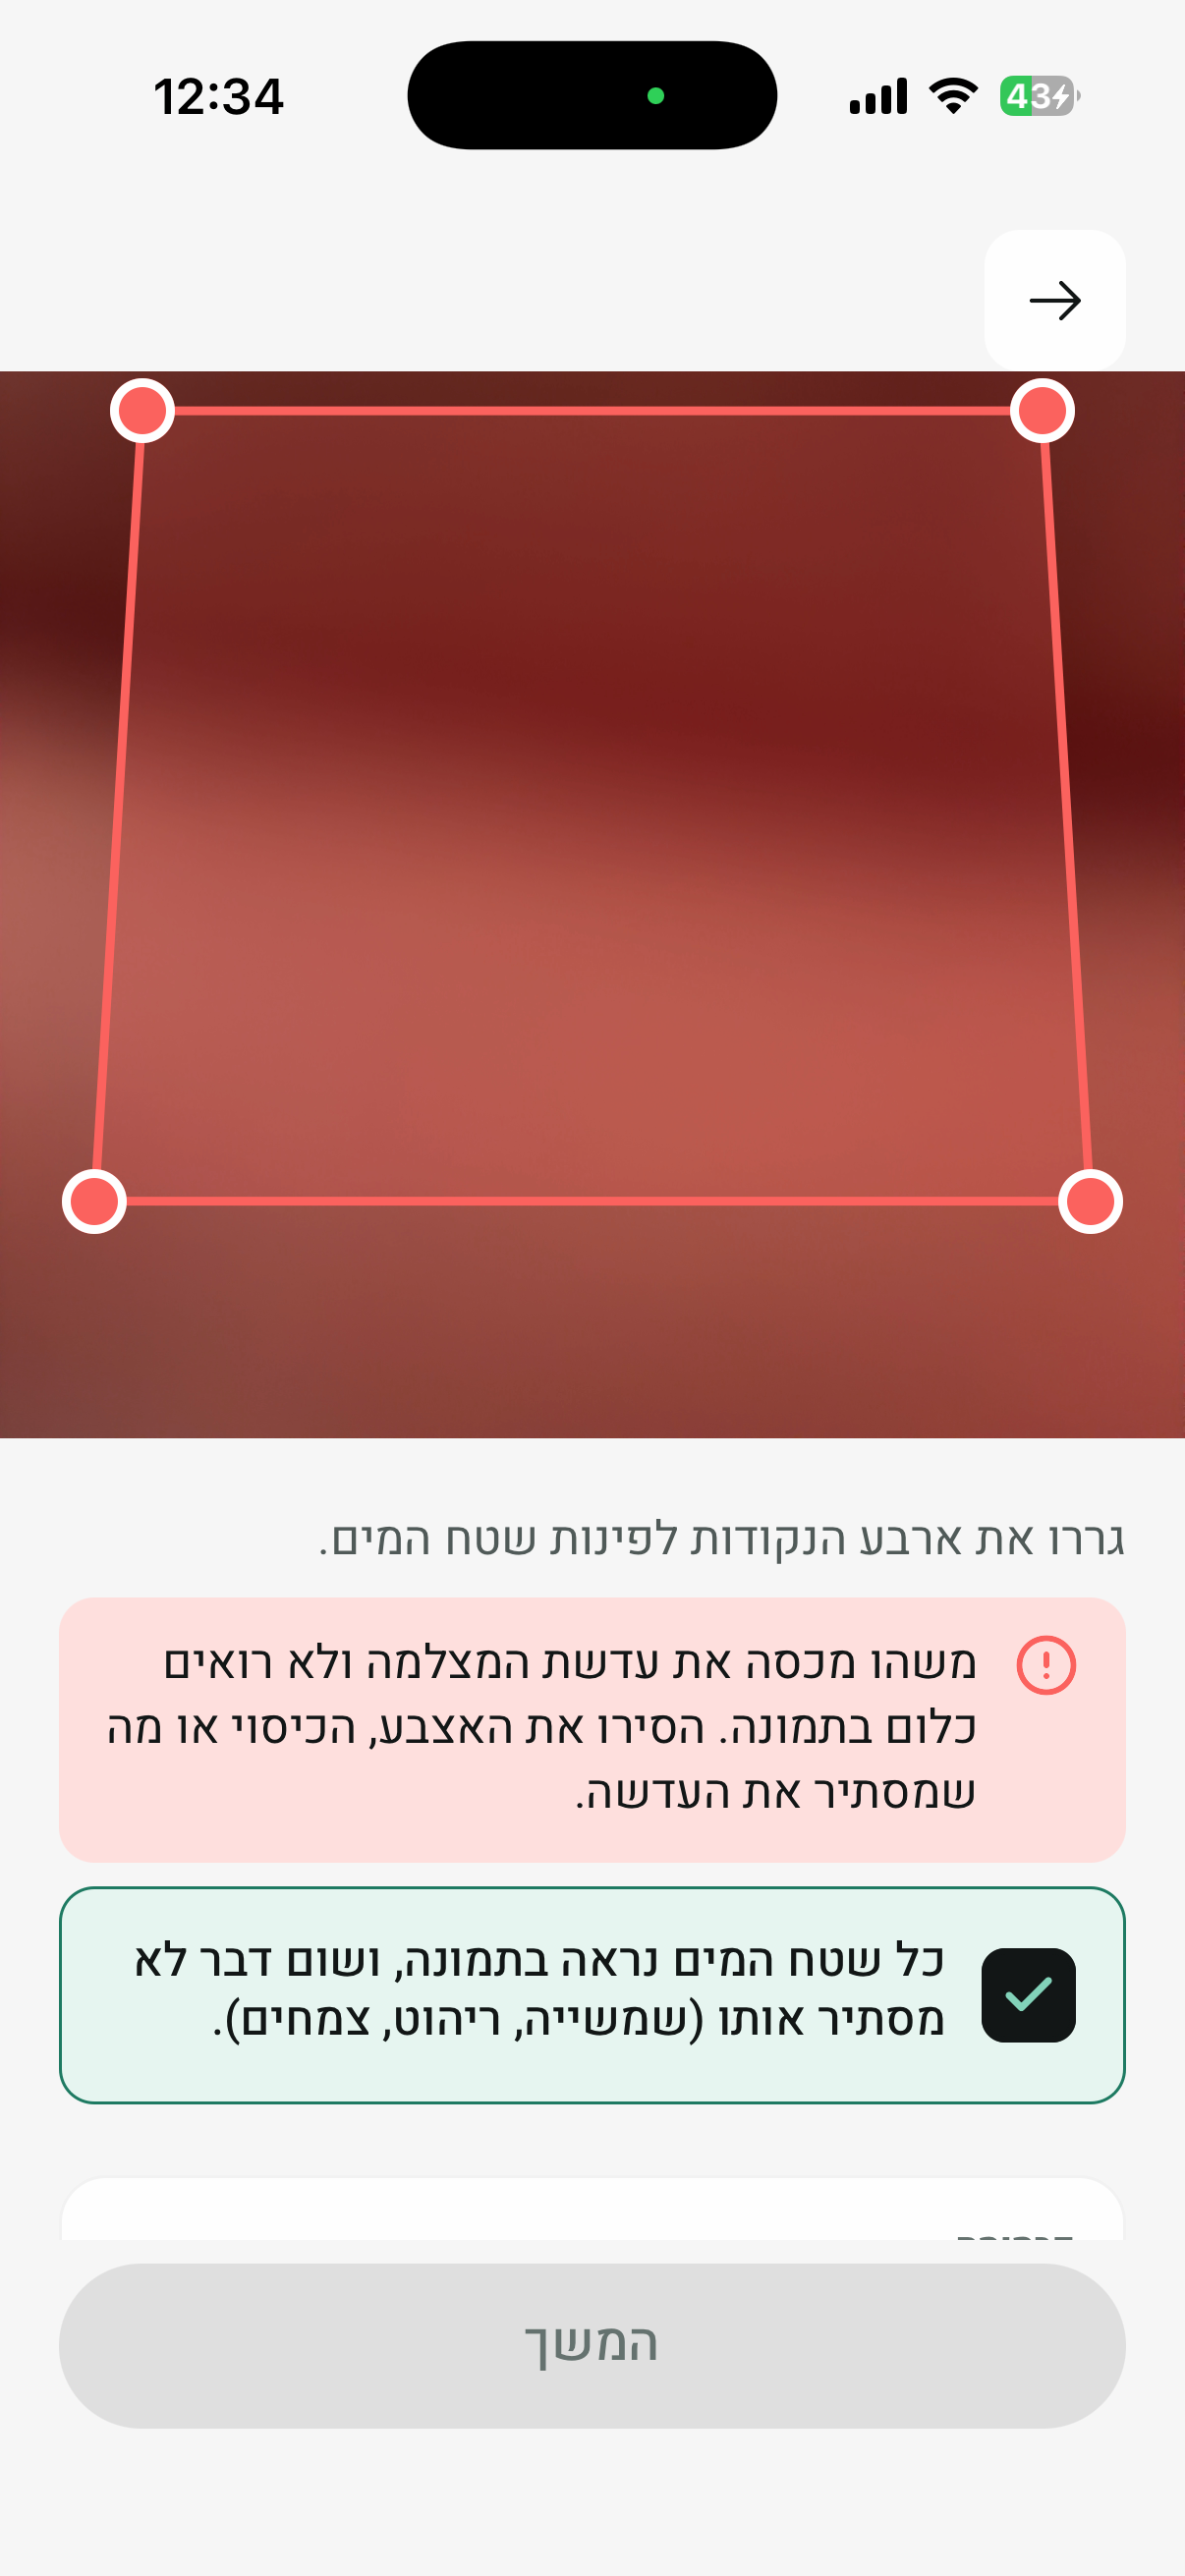 12:34
43
גררו את ארבע הנקודות לפינות שטח המים.
משהו מכסה את עדשת המצלמה ולא רואים
כלום בתמונה. הסירו את האצבע, הכיסוי או מה
שמסתיר את העדשה.
כל שטח המים נראה בתמונה, ושום דבר לא
מסתיר אותו (שמשייה, ריהוט, צמחים).
המשך